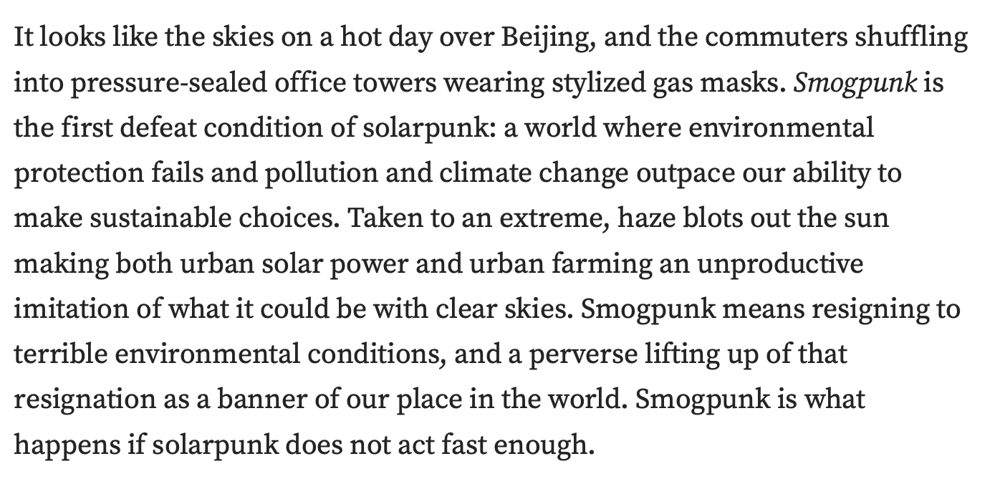 It looks like the skies on a hot day over Beijing, and the commuters shuffling
into pressure-sealed office towers wearing stylized gas masks. Smogpunk is
the first defeat condition of solarpunk: a world where environmental
protection fails and pollution and climate change outpace our ability to
make sustainable choices. Taken to an extreme, haze blots out the sun
making both urban solar power and urban farming an unproductive
imitation of what it could be with clear skies. Smogpunk means resigning to
terrible environmental conditions, and a perverse lifting up of that
resignation as a banner of our place in the world. Smogpunk is what
happens if solarpunk does not act fast enough.